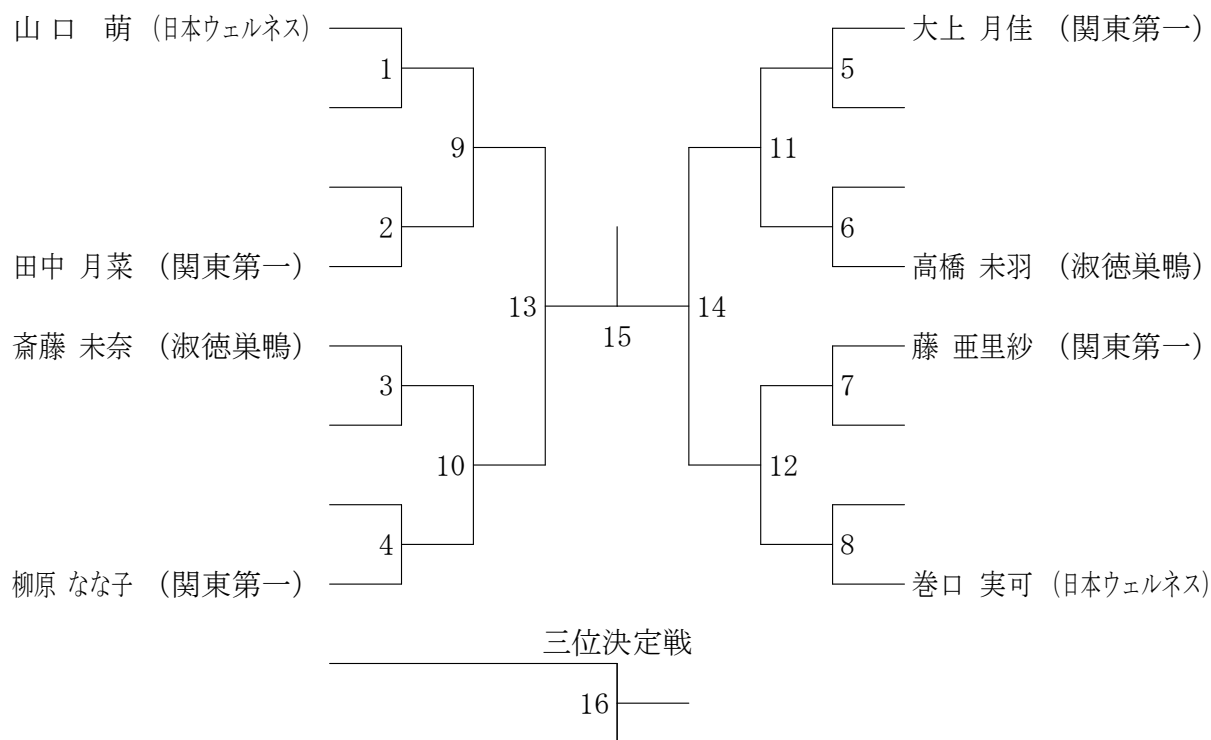 山口 萌 (日本ウェルネス)
1
9
2
田中 月菜 (関東第一)
13
斎藤 未奈 (淑徳巣鴨)
3
10
4
柳原 なな子 (関東第一)
15
大上 月佳 (関東第一)
5
11
6
高橋 未羽 (淑徳巣鴨)
14
藤 亜里紗 (関東第一)
7
12
8
巻口 実可 (日本ウェルネス)
三位決定戦
16